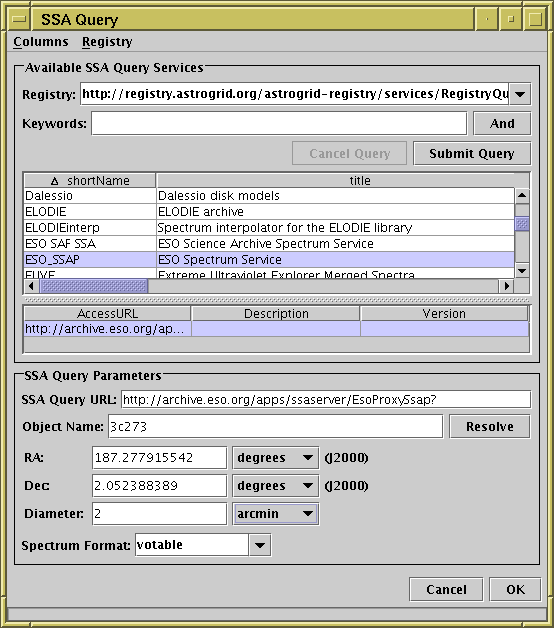 SSA Query
Columns Registry
Available SSA Query Services
Registry: http://registry.astrogrid.org/astrogrid-registry/services/RegistryQu
Keywords: And
Cancel Query Submit Query
Δ shortName title
Dalessio Dalessio disk models
ELODIE ELODIE archive
ELODIEinterp Spectrum interpolator for the ELODIE library
ESO SAF SSA ESO Science Archive Spectrum Service
ESO_SSAP ESO Spectrum Service
EUVE Extreme Ultraviolet Explorer Merged Spectra
AccessURL Description Version
http://archive.eso.org/ap...
SSA Query Parameters
SSA Query URL: http://archive.eso.org/apps/ssaserver/EsoProxySsap?
Object Name: 3c273 Resolve
RA: 187.277915542 degrees (J2000)
Dec: 2.052388389 degrees (J2000)
Diameter: 2 arcmin
Spectrum Format: votable
Cancel OK